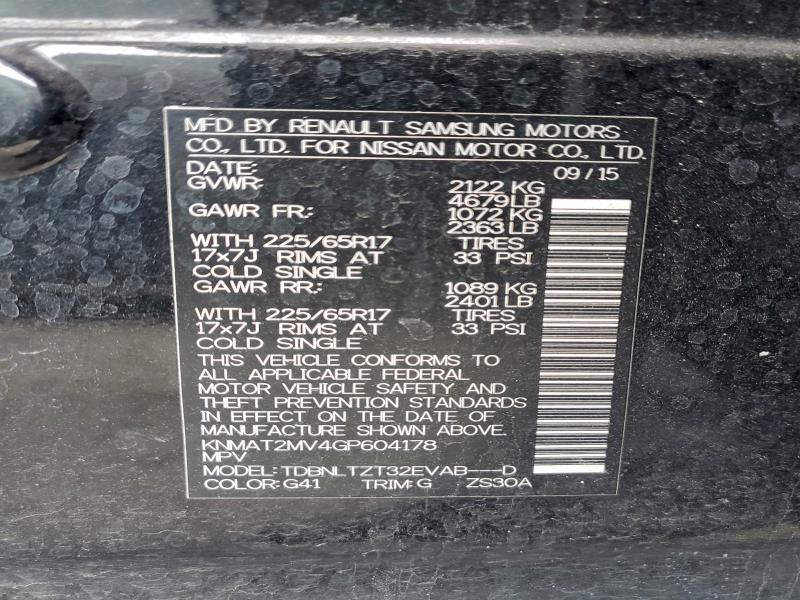 MFD BY RENAULT SAMSUNG MOTORS
CO., LTD. FOR NISSAN MOTOR CO., LTD.
DATE: 09/15
GVWR: 2122 KG
4679LB
GAWR FR.: 1072 KG
2363 LB
WITH 225/65R17 TIRES
17x7J RIMS AT 33 PSI
COLD SINGLE
GAWR RR.: 1089 KG
2401 LB
WITH 225/65R17 TIRES
17x7J RIMS AT 33 PSI
COLD SINGLE
THIS VEHICLE CONFORMS TO
ALL APPLICABLE FEDERAL
MOTOR VEHICLE SAFETY AND
THEFT PREVENTION STANDARDS
IN EFFECT ON THE DATE OF
MANUFACTURE SHOWN ABOVE.
KNMAT2MV4GP604178
MPV
MODEL: TDBNLTZT32EVAB---D
COLOR: G41 TRIM: G ZS30A